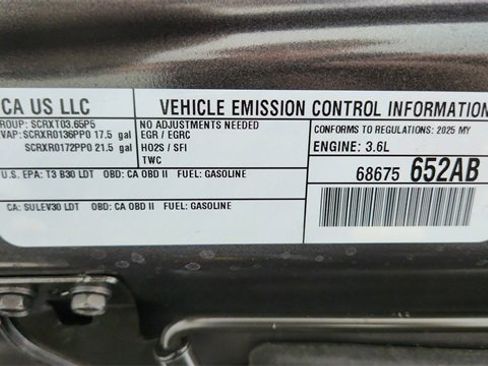 CA US LLC
VEHICLE EMISSION CONTROL INFORMATION
ROUP: SCRXT03.65P5
VAP: SCRXR0136PP0 17.5 gal
SCRXR0172PP0 21.5 gal
NO ADJUSTMENTS NEEDED
EGR / EGRC
HO2S / SFI
TWC
CONFORMS TO REGULATIONS: 2025 MY
ENGINE: 3.6L
68675 652AB
U.S. EPA: T3 B30 LDT OBD: CA OBD II FUEL: GASOLINE
CA: SULEV30 LDT OBD: CA OBD II FUEL: GASOLINE